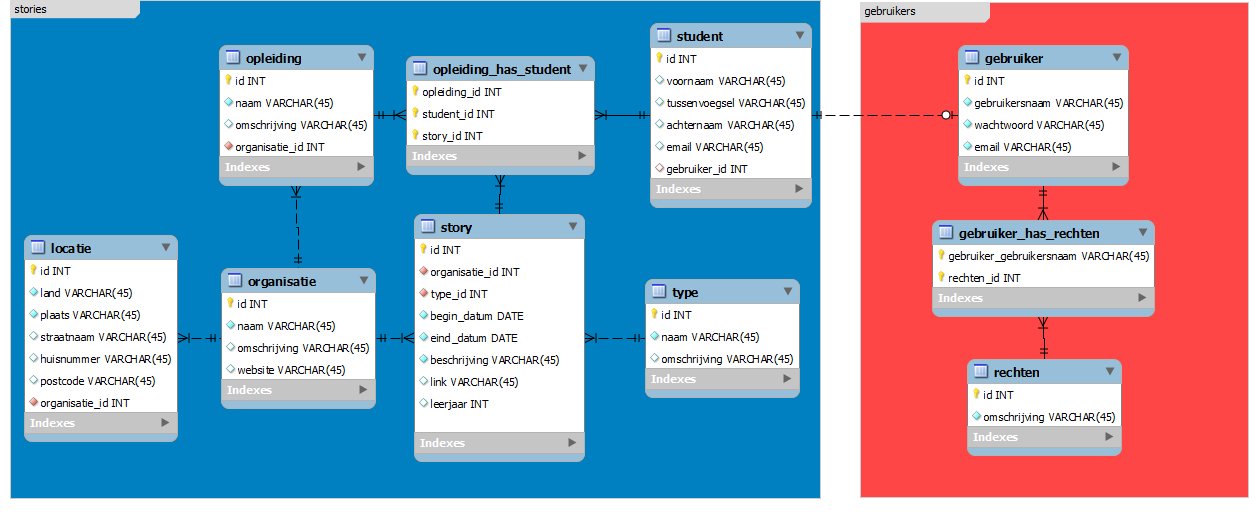 stories
opleiding
id INT
naam VARCHAR(45)
omschrijving VARCHAR(45)
organisatie_id INT
Indexes
opleiding_has_student
opleiding_id INT
student_id INT
story_id INT
Indexes
student
id INT
voornaam VARCHAR(45)
tussenvoegsel VARCHAR(45)
achternaam VARCHAR(45)
email VARCHAR(45)
gebruiker_id INT
Indexes
locatie
id INT
land VARCHAR(45)
plaats VARCHAR(45)
straatnaam VARCHAR(45)
huisnummer VARCHAR(45)
postcode VARCHAR(45)
organisatie_id INT
Indexes
organisatie
id INT
naam VARCHAR(45)
omschrijving VARCHAR(45)
website VARCHAR(45)
Indexes
story
id INT
organisatie_id INT
type_id INT
begin_datum DATE
eind_datum DATE
beschrijving VARCHAR(45)
link VARCHAR(45)
leerjaar INT
Indexes
type
id INT
naam VARCHAR(45)
omschrijving VARCHAR(45)
Indexes
gebruikers
gebruiker
id INT
gebruikersnaam VARCHAR(45)
wachtwoord VARCHAR(45)
email VARCHAR(45)
Indexes
gebruiker_has_rechten
gebruiker_gebruikersnaam VARCHAR(45)
rechten_id INT
Indexes
rechten
id INT
omschrijving VARCHAR(45)
Indexes